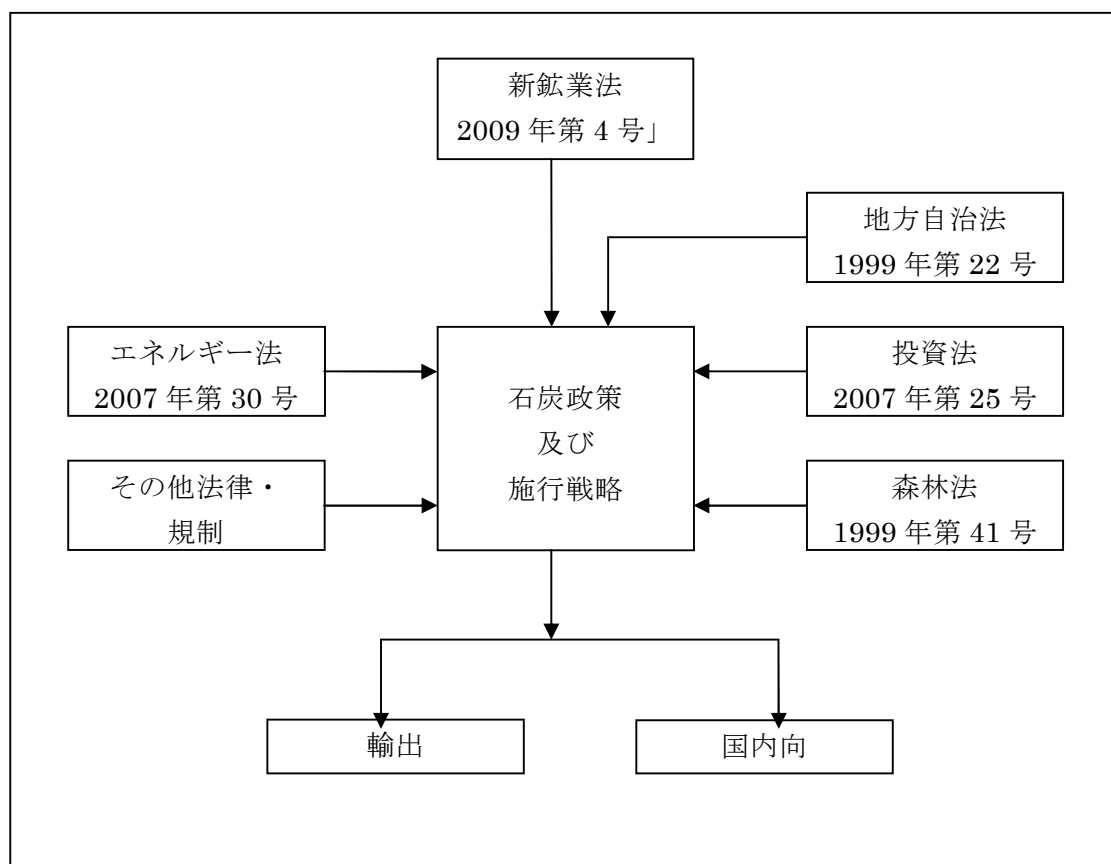 新鉱業法
2009 年第 4 号」
地方自治法
1999 年第 22 号
エネルギー法
2007 年第 30 号
投資法
2007 年第 25 号
石炭政策
及び
施行戦略
その他法律・
規制
森林法
1999 年第 41 号
輸出
国内向